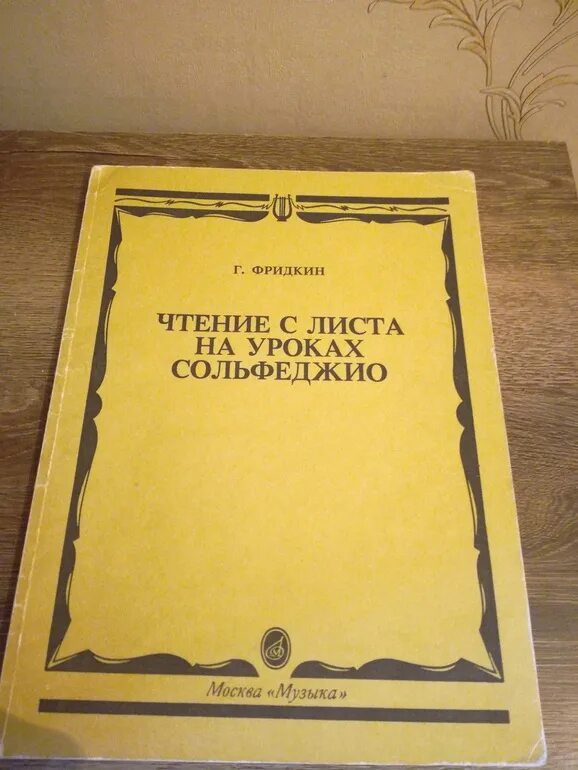 Г. ФРИДКИН
ЧТЕНИЕ С ЛИСТА
НА УРОКАХ
СОЛЬФЕДЖИО
Москва «Музыка»